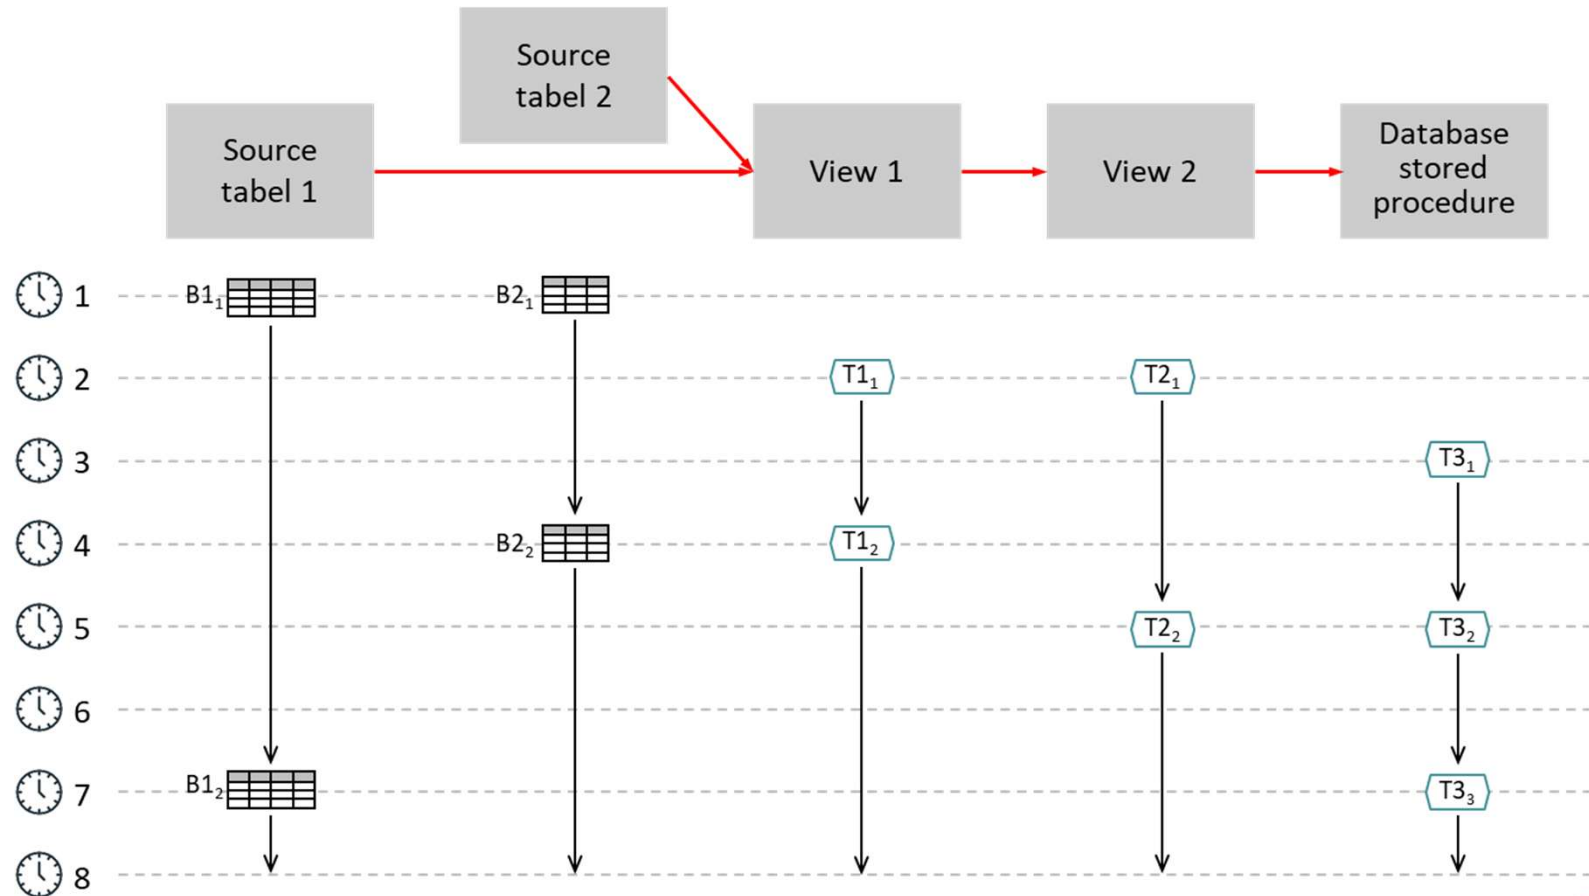 Source
tabel 2
Source
tabel 1
View 1
View 2
Database
stored
procedure
1
B1₁
B2₁
2
T1₁
T2₁
3
T3₁
4
B2₂
T1₂
5
T2₂
T3₂
6
7
B1₂
T3₃
8